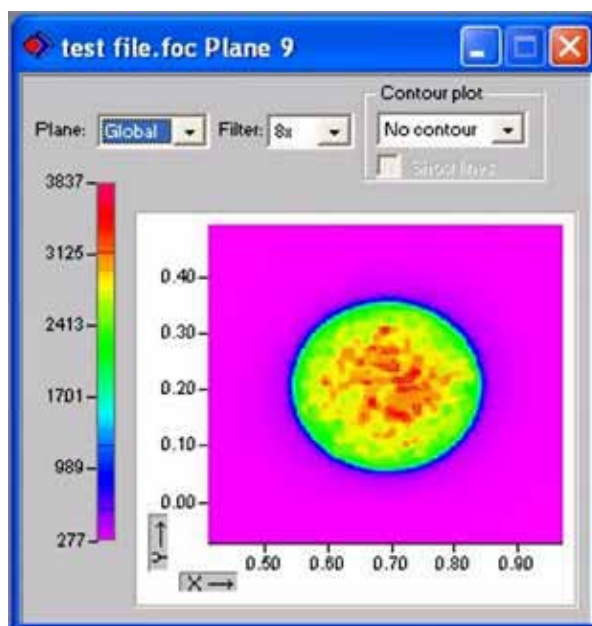 test file.foc Plane 9
Contour plot
Plane: Global Filter: 8x No contour
Show lines
3837
3125
2413
1701
989
277
0.40
0.30
0.20
0.10
0.00
Y
0.50 0.60 0.70 0.80 0.90
X